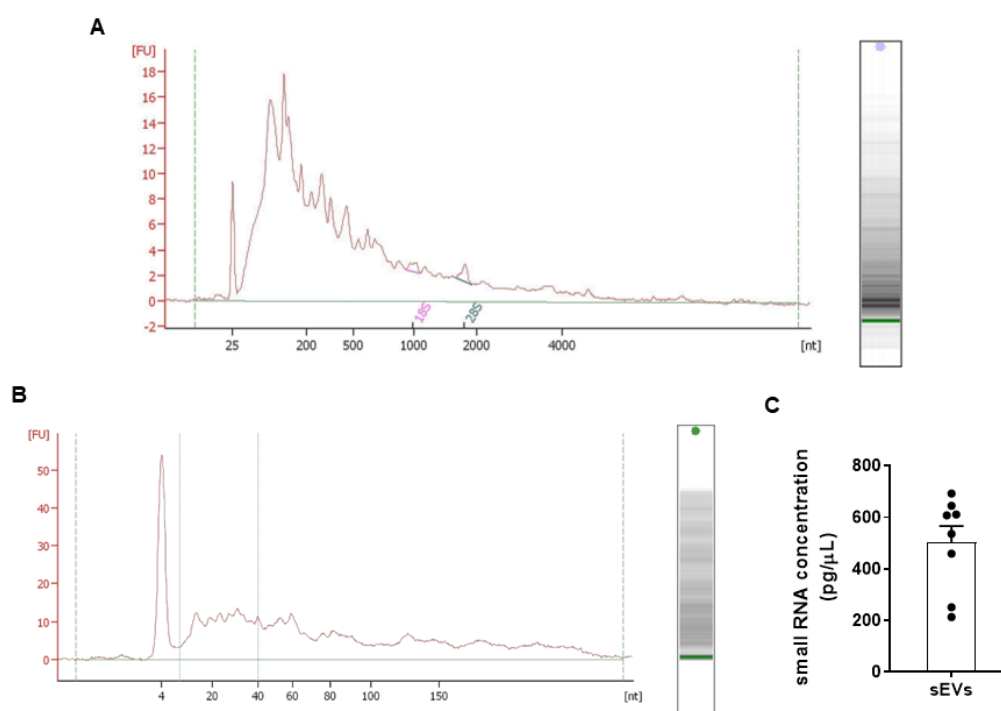 A
[FU]
18
16
14
12
10
8
6
4
2
0
-2
18S
28S
25 200 500 1000 2000 4000 [nt]
B
[FU]
50
40
30
20
10
0
4 20 40 60 80 100 150 [nt]
C
small RNA concentration
(pg/μL)
800
600
400
200
0
sEVs